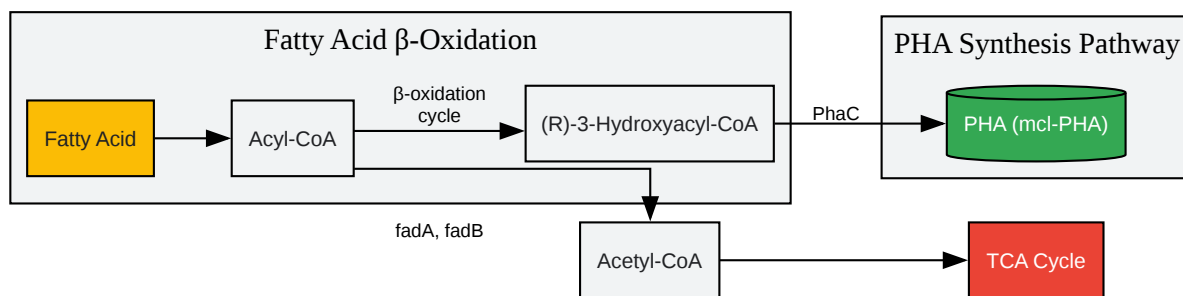 Fatty Acid β-Oxidation
PHA Synthesis Pathway
β-oxidation
cycle
Fatty Acid
Acyl-CoA
(R)-3-Hydroxyacyl-CoA
PhaC
PHA (mcl-PHA)
fadA, fadB
Acetyl-CoA
TCA Cycle